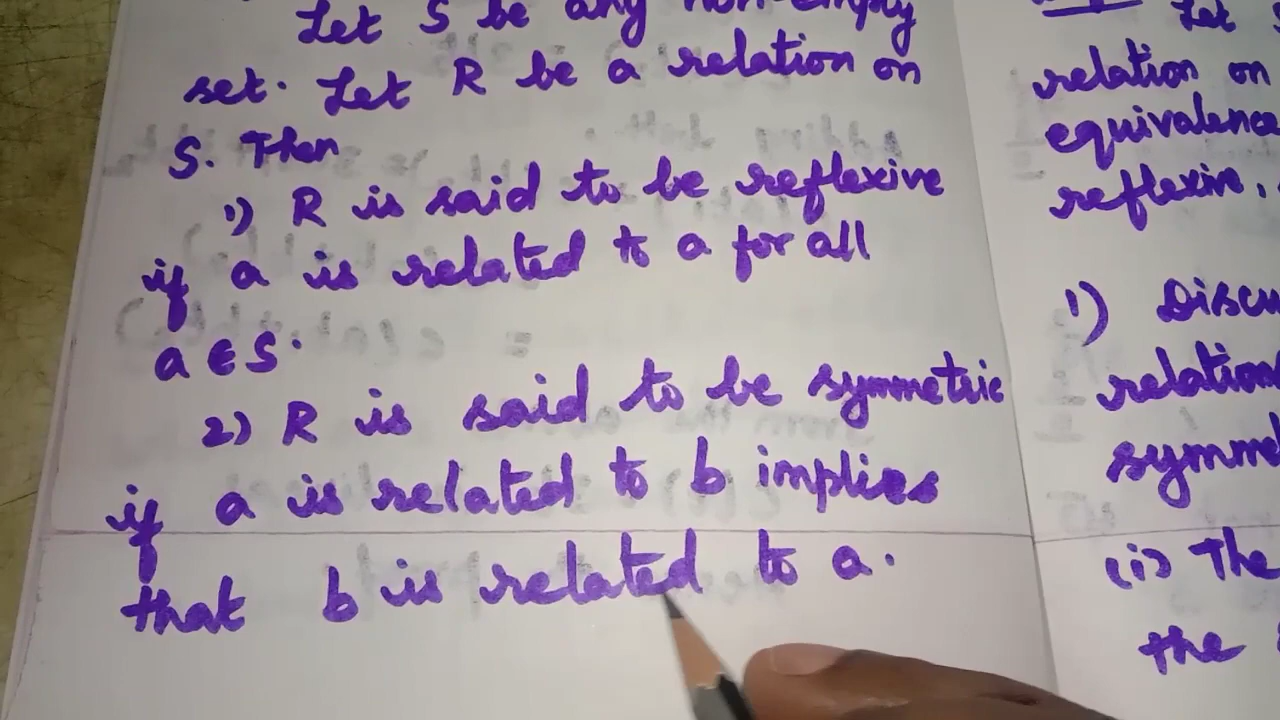 Let S be any non-empty
set. Let R be a relation on
S. Then
1) R is said to be reflexive
if a is related to a for all
a ∈ S.
2) R is said to be symmetric
if a is related to b implies
that b is related to a.
Let
relation on
equivalence
reflexive,
1)
relation
(i) The
the